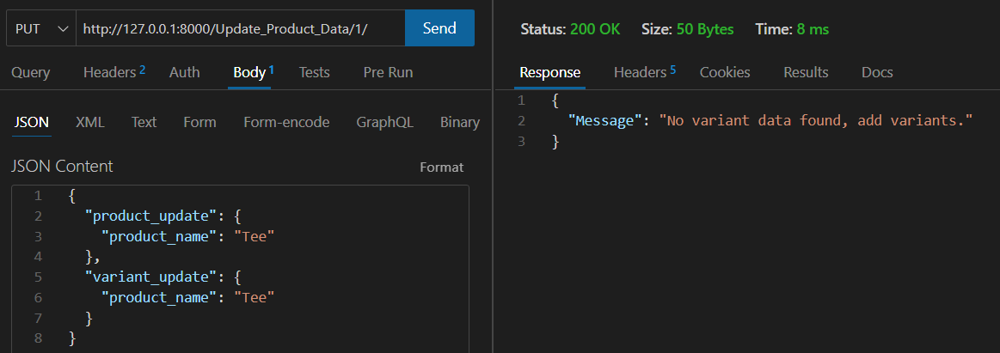 PUT http://127.0.0.1:8000/Update_Product_Data/1/ Send
Query Headers 2 Auth Body 1 Tests Pre Run
JSON XML Text Form Form-encode GraphQL Binary
JSON Content Format
1 {
2 "product_update": {
3 "product_name": "Tee"
4 },
5 "variant_update": {
6 "product_name": "Tee"
7 }
8 }
Status: 200 OK Size: 50 Bytes Time: 8 ms
Response Headers 5 Cookies Results Docs
1 {
2 "Message": "No variant data found, add variants."
3 }